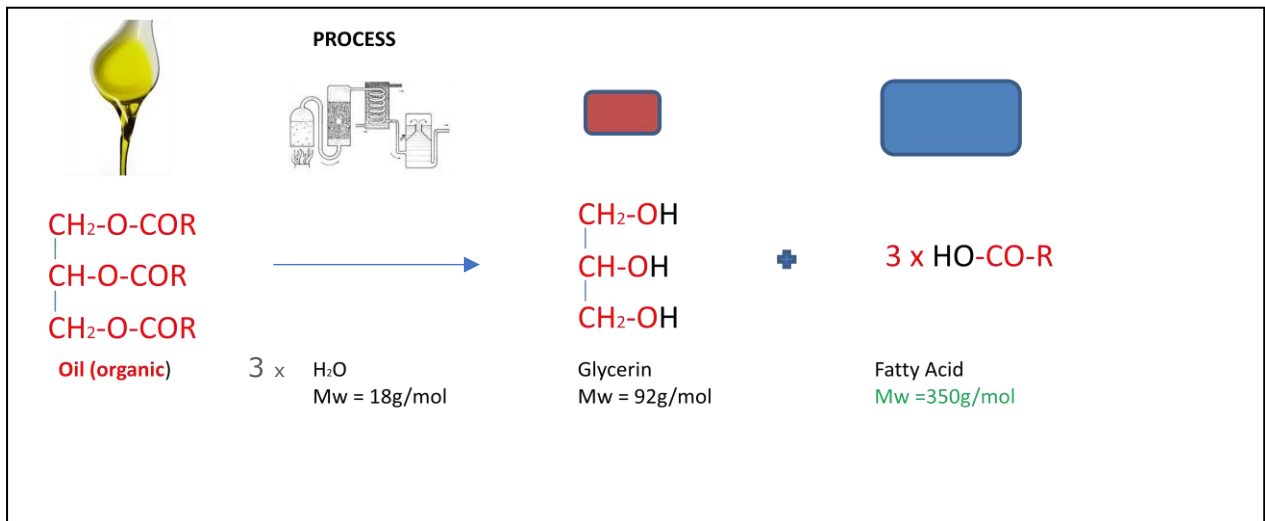 PROCESS
CH₂-O-COR
CH-O-COR
CH₂-O-COR
CH₂-OH
CH-OH
CH₂-OH
3 x HO-CO-R
Oil (organic)
3 x H₂O
Mw = 18g/mol
Glycerin
Mw = 92g/mol
Fatty Acid
Mw =350g/mol